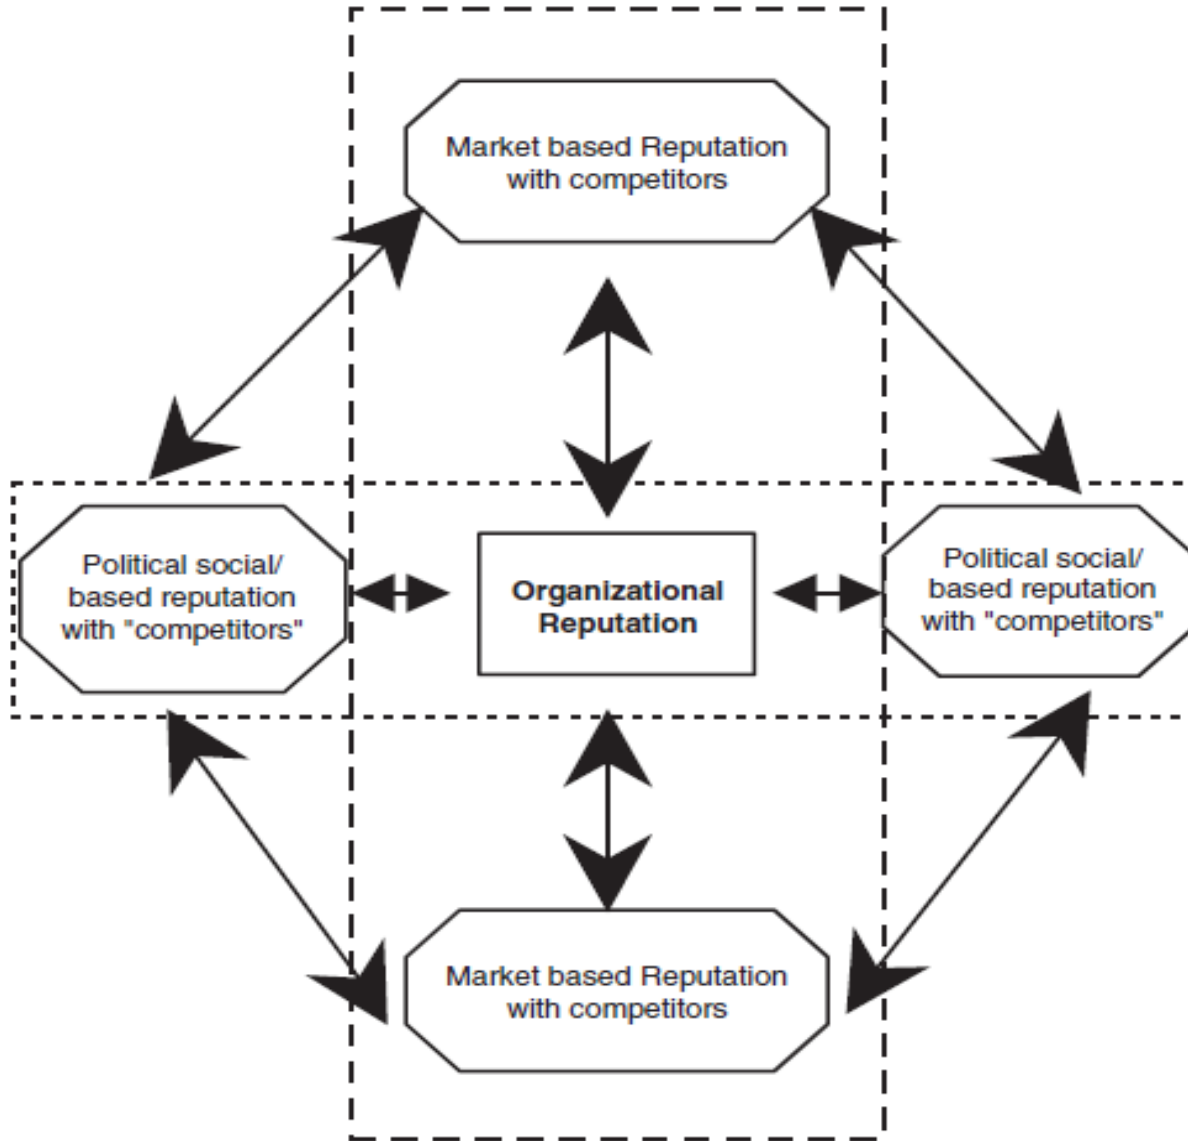 Market based Reputation
with competitors
Political social/
based reputation
with "competitors"
Organizational
Reputation
Political social/
based reputation
with "competitors"
Market based Reputation
with competitors